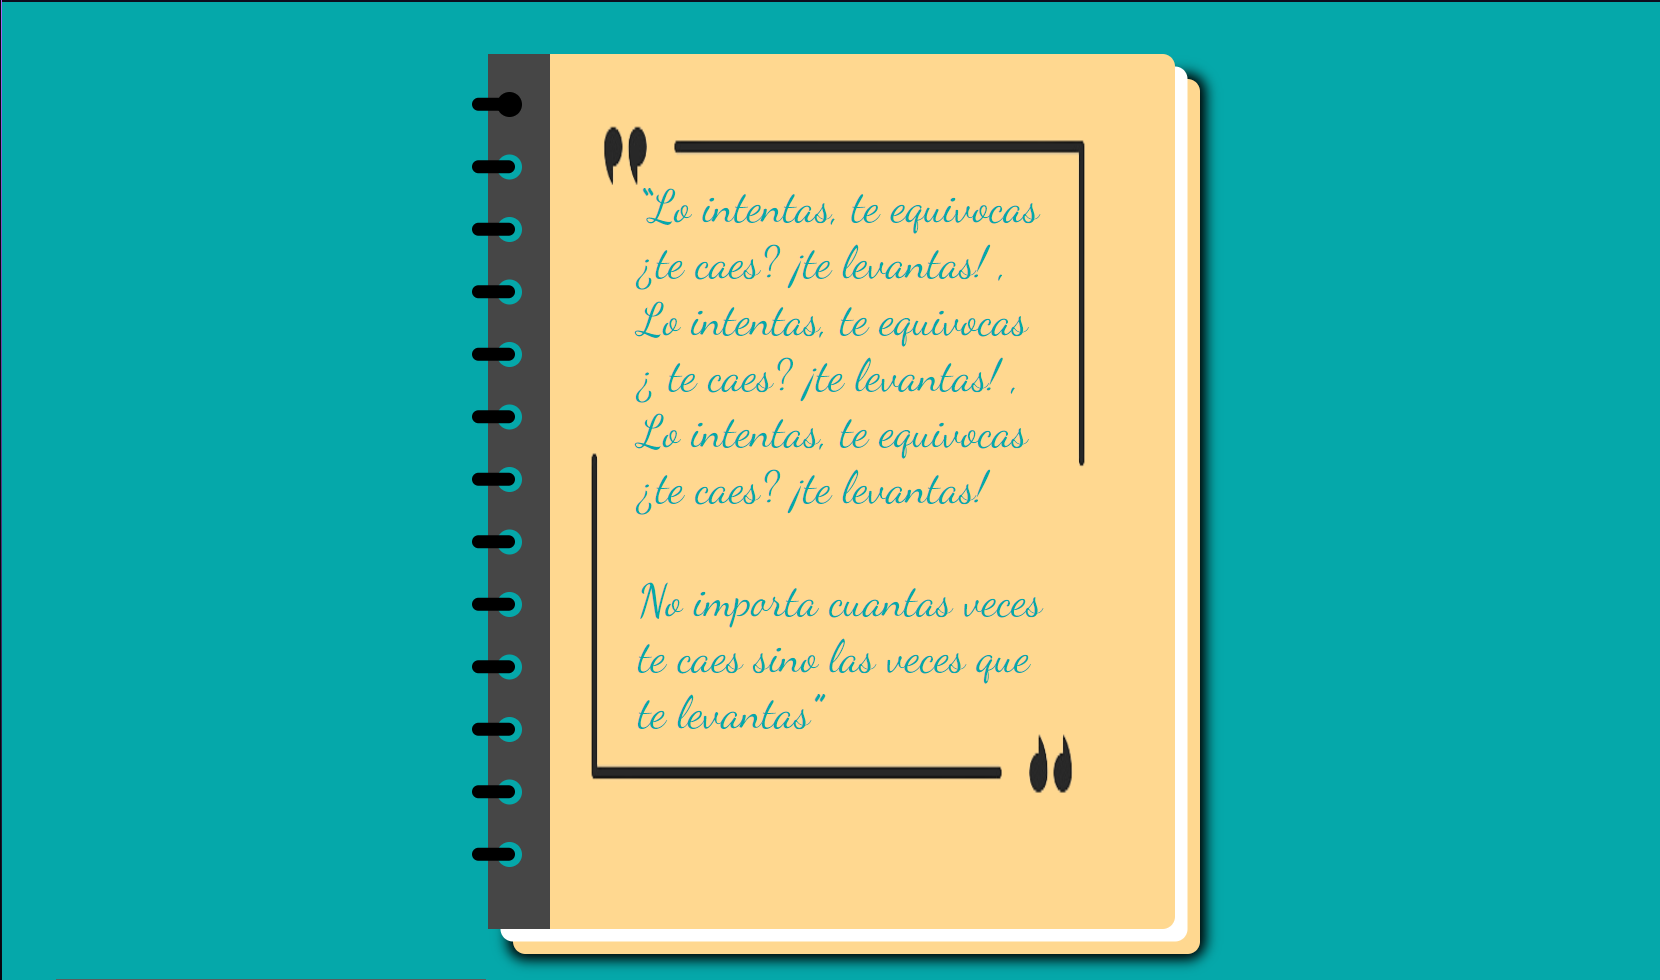 “Lo intentas, te equivocas
¿te caes? ¡te levantas! ,
Lo intentas, te equivocas
¿ te caes? ¡te levantas! ,
Lo intentas, te equivocas
¿te caes? ¡te levantas!
No importa cuantas veces
te caes sino las veces que
te levantas”